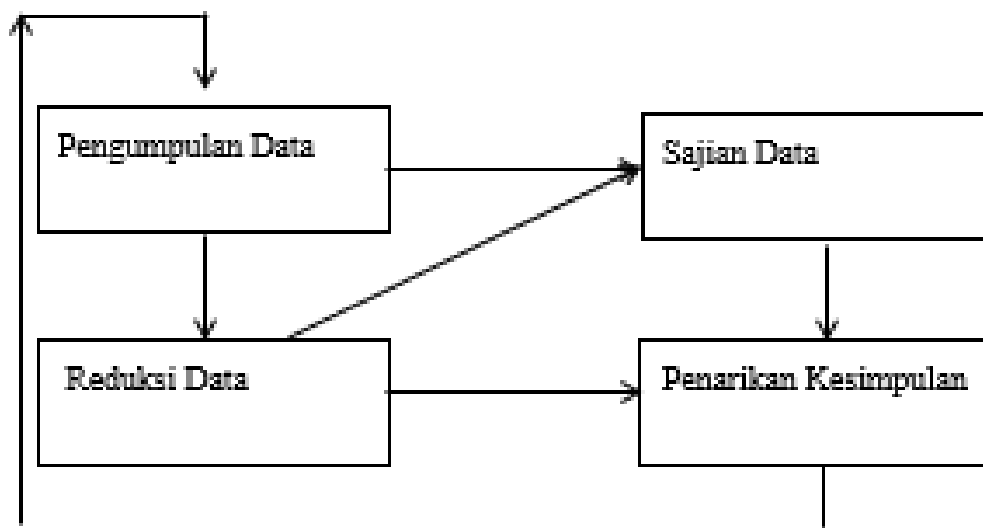 Pengumpulan Data
Sajian Data
Reduksi Data
Penarikan Kesimpulan